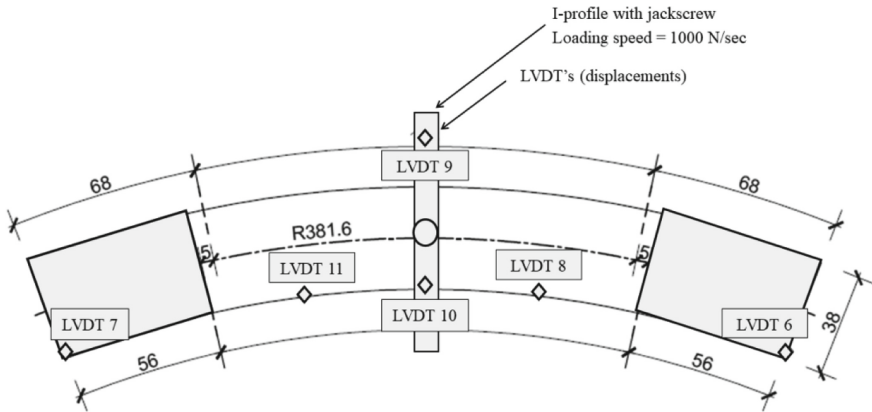 I-profile with jackscrew
Loading speed = 1000 N/sec
LVDT's (displacements)
LVDT 9
68
68
R381.6
5
5
LVDT 11
LVDT 8
LVDT 7
LVDT 10
LVDT 6
38
56
56